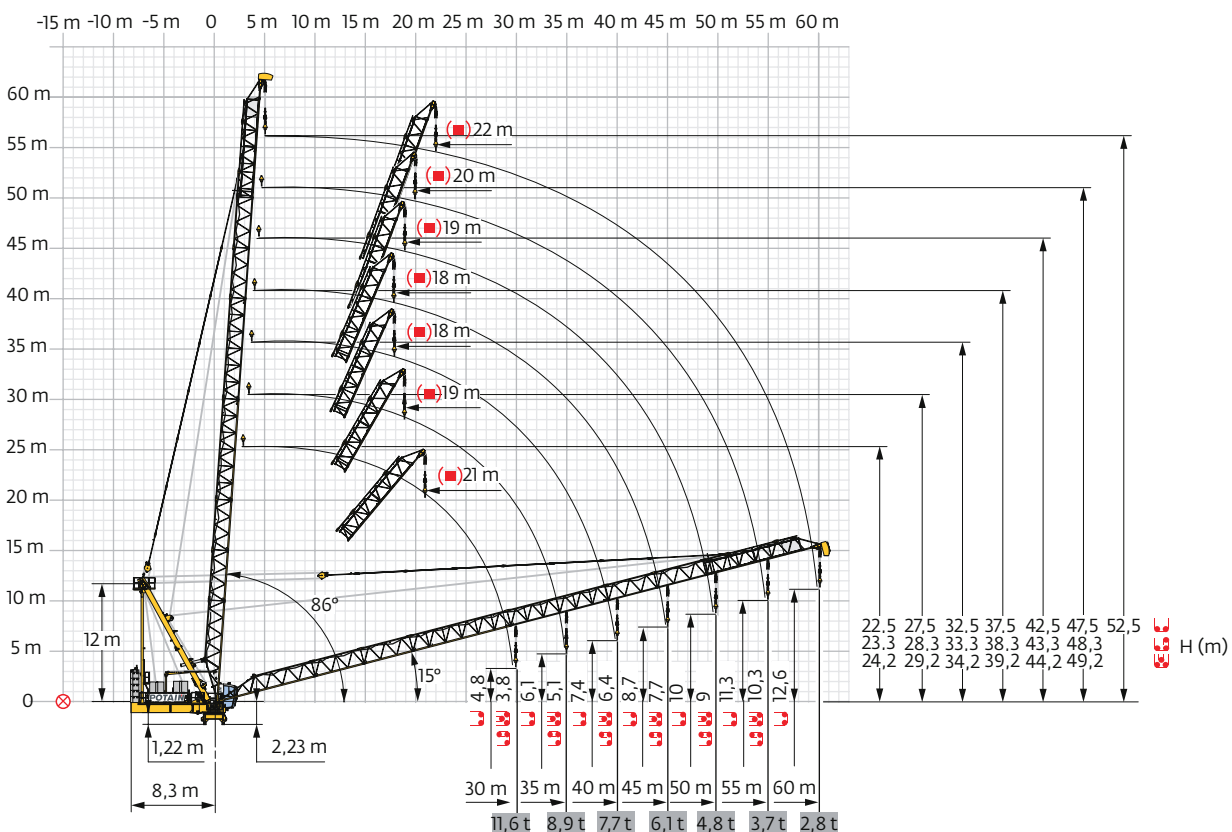 -15 m -10 m -5 m 0 5 m 10 m 15 m 20 m 25 m 30 m 35 m 40 m 45 m 50 m 55 m 60 m
60 m
22 m
55 m
20 m
50 m
19 m
45 m
18 m
40 m
18 m
35 m
19 m
30 m
25 m
21 m
20 m
15 m
10 m
86°
12 m
5 m
15°
22,5 27,5 32,5 37,5 42,5 47,5 52,5
23.3 28.3 33.3 38.3 43.3 48,3
H (m)
24,2 29,2 34,2 39,2 44,2 49,2
4,8 3,8 6,1 5,1 7,4 6,4 8,7 7,7 10 9 11,3 10,3 12,6
0
POTAIN
1,22 m 2,23 m
8,3 m
30 m 35 m 40 m 45 m 50 m 55 m 60 m
11,6 t 8,9 t 7,7 t 6,1 t 4,8 t 3,7 t 2,8 t